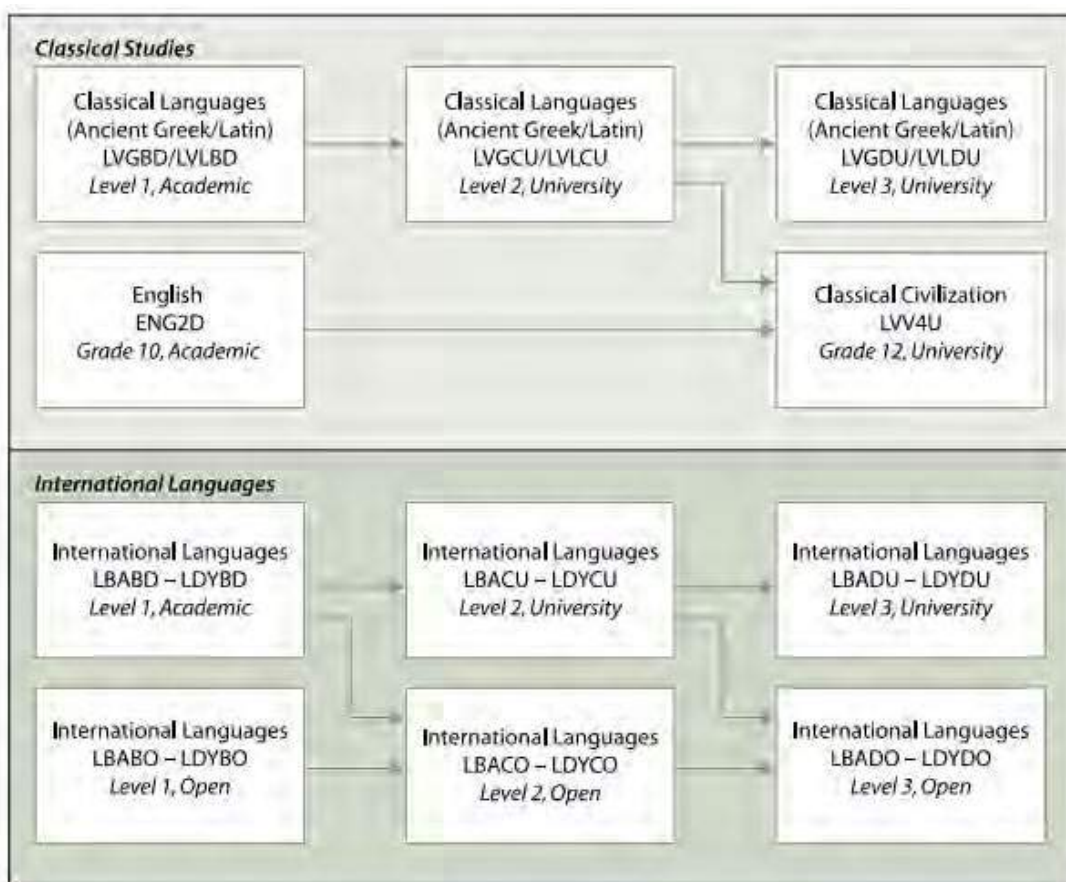 Classical Studies
Classical Languages
(Ancient Greek/Latin)
LVGBD/LVLBD
Level 1, Academic
Classical Languages
(Ancient Greek/Latin)
LVGCU/LVLCU
Level 2, University
Classical Languages
(Ancient Greek/Latin)
LVGDU/LVLDU
Level 3, University
English
ENG2D
Grade 10, Academic
Classical Civilization
LVV4U
Grade 12, University
International Languages
International Languages
LBABD – LDYBD
Level 1, Academic
International Languages
LBACU – LDYCU
Level 2, University
International Languages
LBADU – LDYDU
Level 3, University
International Languages
LBABO – LDYBO
Level 1, Open
International Languages
LBACO – LDYCO
Level 2, Open
International Languages
LBADO – LDYDO
Level 3, Open